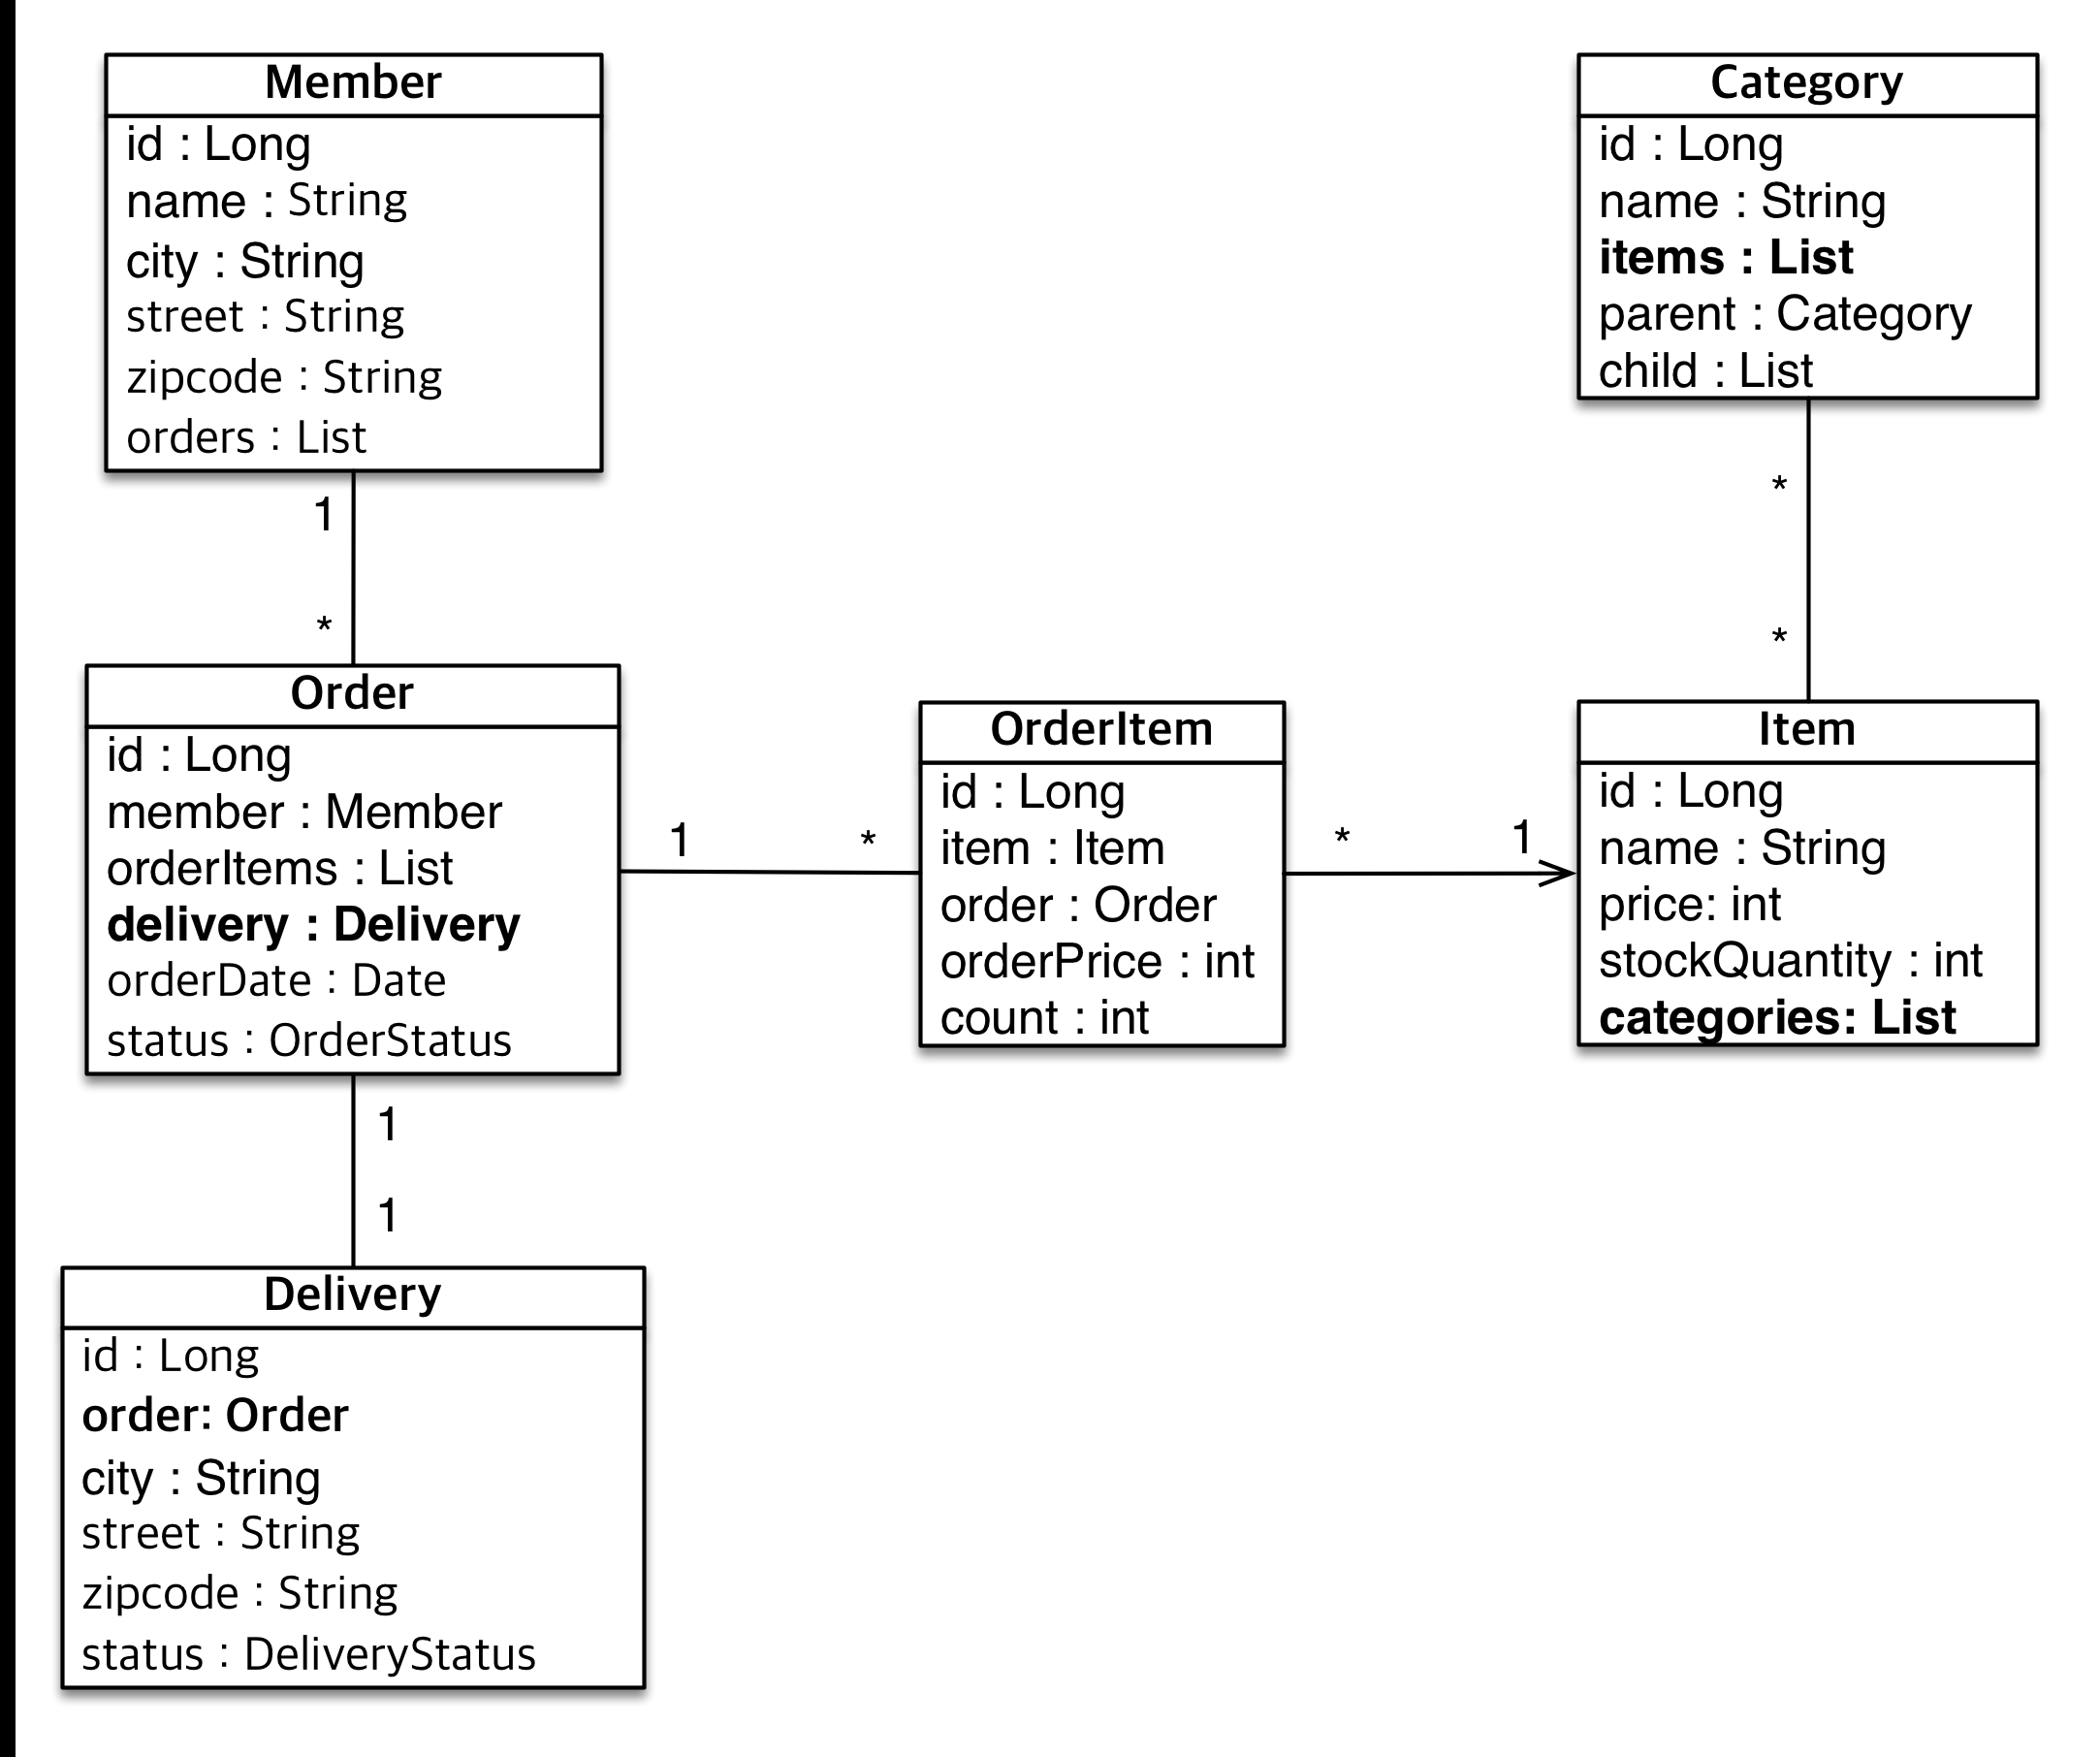 Member
id : Long
name : String
city : String
street : String
zipcode : String
orders : List
1
*
Order
id : Long
member : Member
orderItems : List
delivery : Delivery
orderDate : Date
status : OrderStatus
1
*
OrderItem
id : Long
item : Item
order : Order
orderPrice : int
count : int
*
1
Category
id : Long
name : String
items : List
parent : Category
child : List
*
*
Item
id : Long
name : String
price: int
stockQuantity : int
categories: List
1
1
Delivery
id : Long
order: Order
city : String
street : String
zipcode : String
status : DeliveryStatus